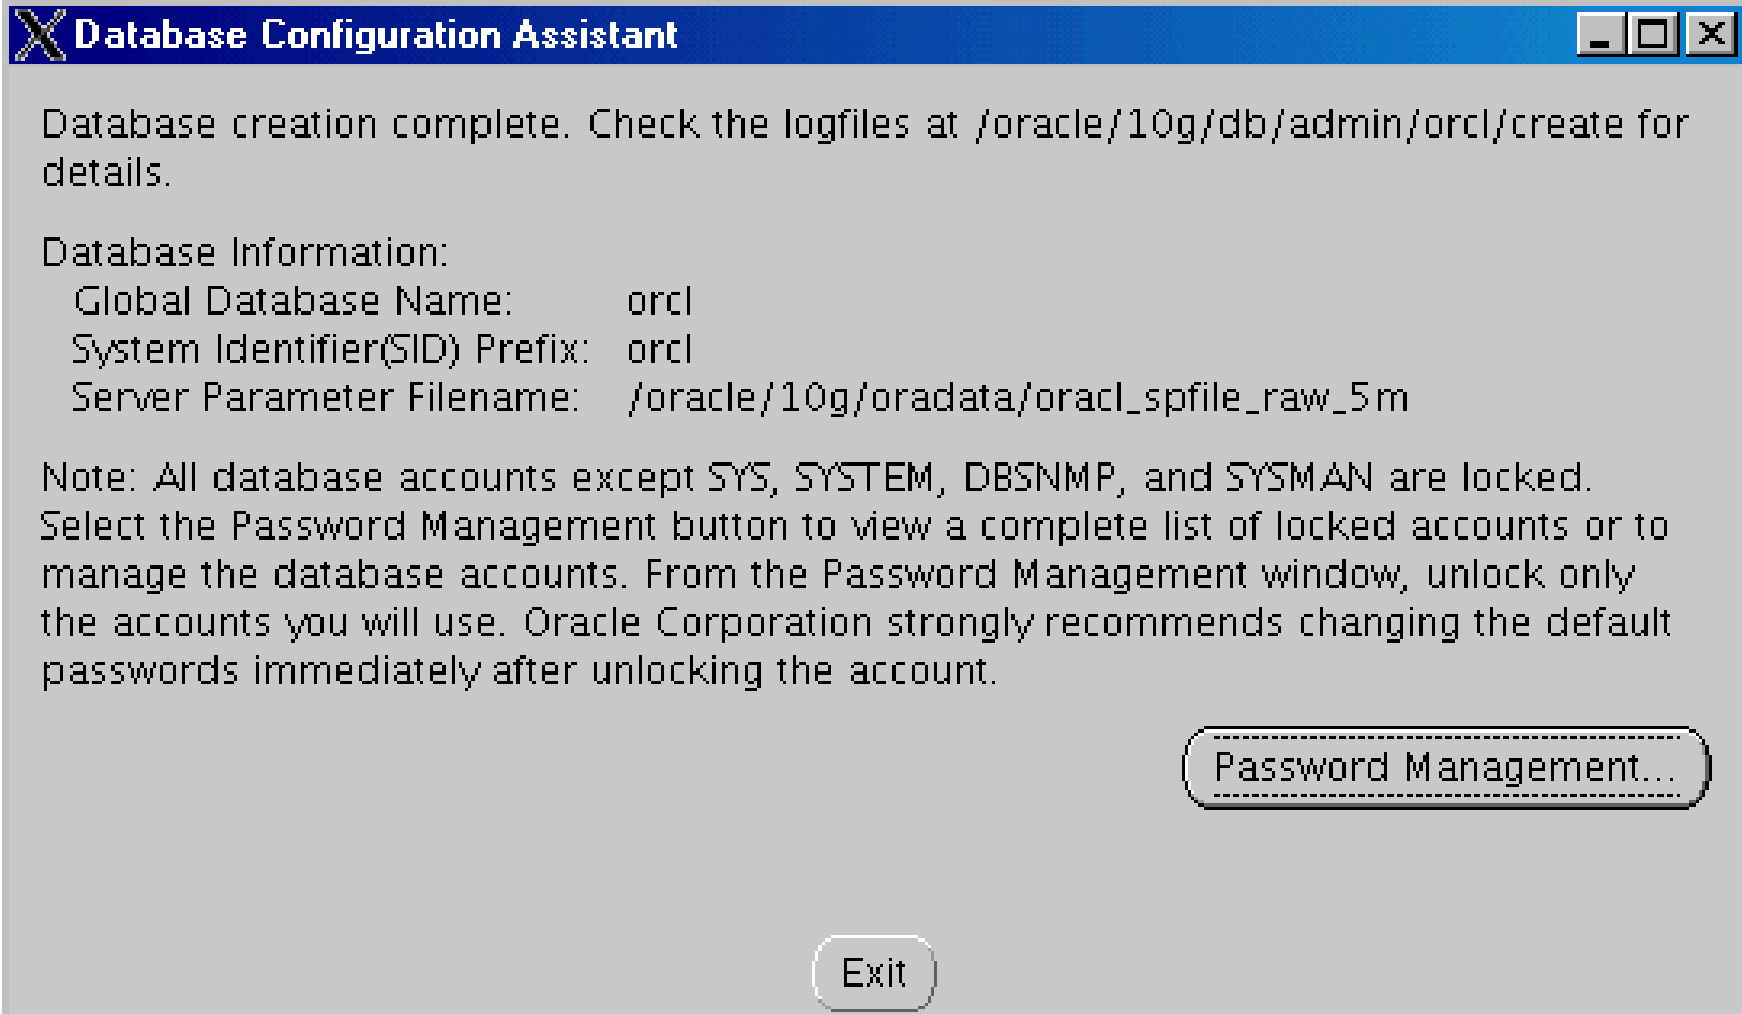 Database Configuration Assistant
Database creation complete. Check the logfiles at /oracle/10g/db/admin/orcl/create for
details.
Database Information:
Global Database Name: orcl
System Identifier(SID) Prefix: orcl
Server Parameter Filename: /oracle/10g/oradata/oracl_spfile_raw_5m
Note: All database accounts except SYS, SYSTEM, DBSNMP, and SYSMAN are locked.
Select the Password Management button to view a complete list of locked accounts or to
manage the database accounts. From the Password Management window, unlock only
the accounts you will use. Oracle Corporation strongly recommends changing the default
passwords immediately after unlocking the account.
Password Management...
Exit